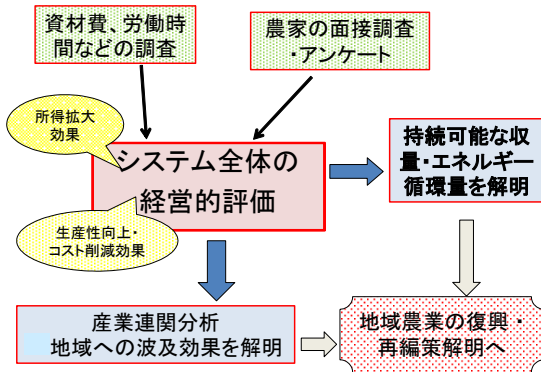 資材費、労働時
間などの調査
農家の面接調査
・アンケート
所得拡大
効果
システム全体の
経営的評価
生産性向上・
コスト削減効果
持続可能な収
量・エネルギー
循環量を解明
産業連関分析
地域への波及効果を解明
地域農業の復興・
再編策解明へ